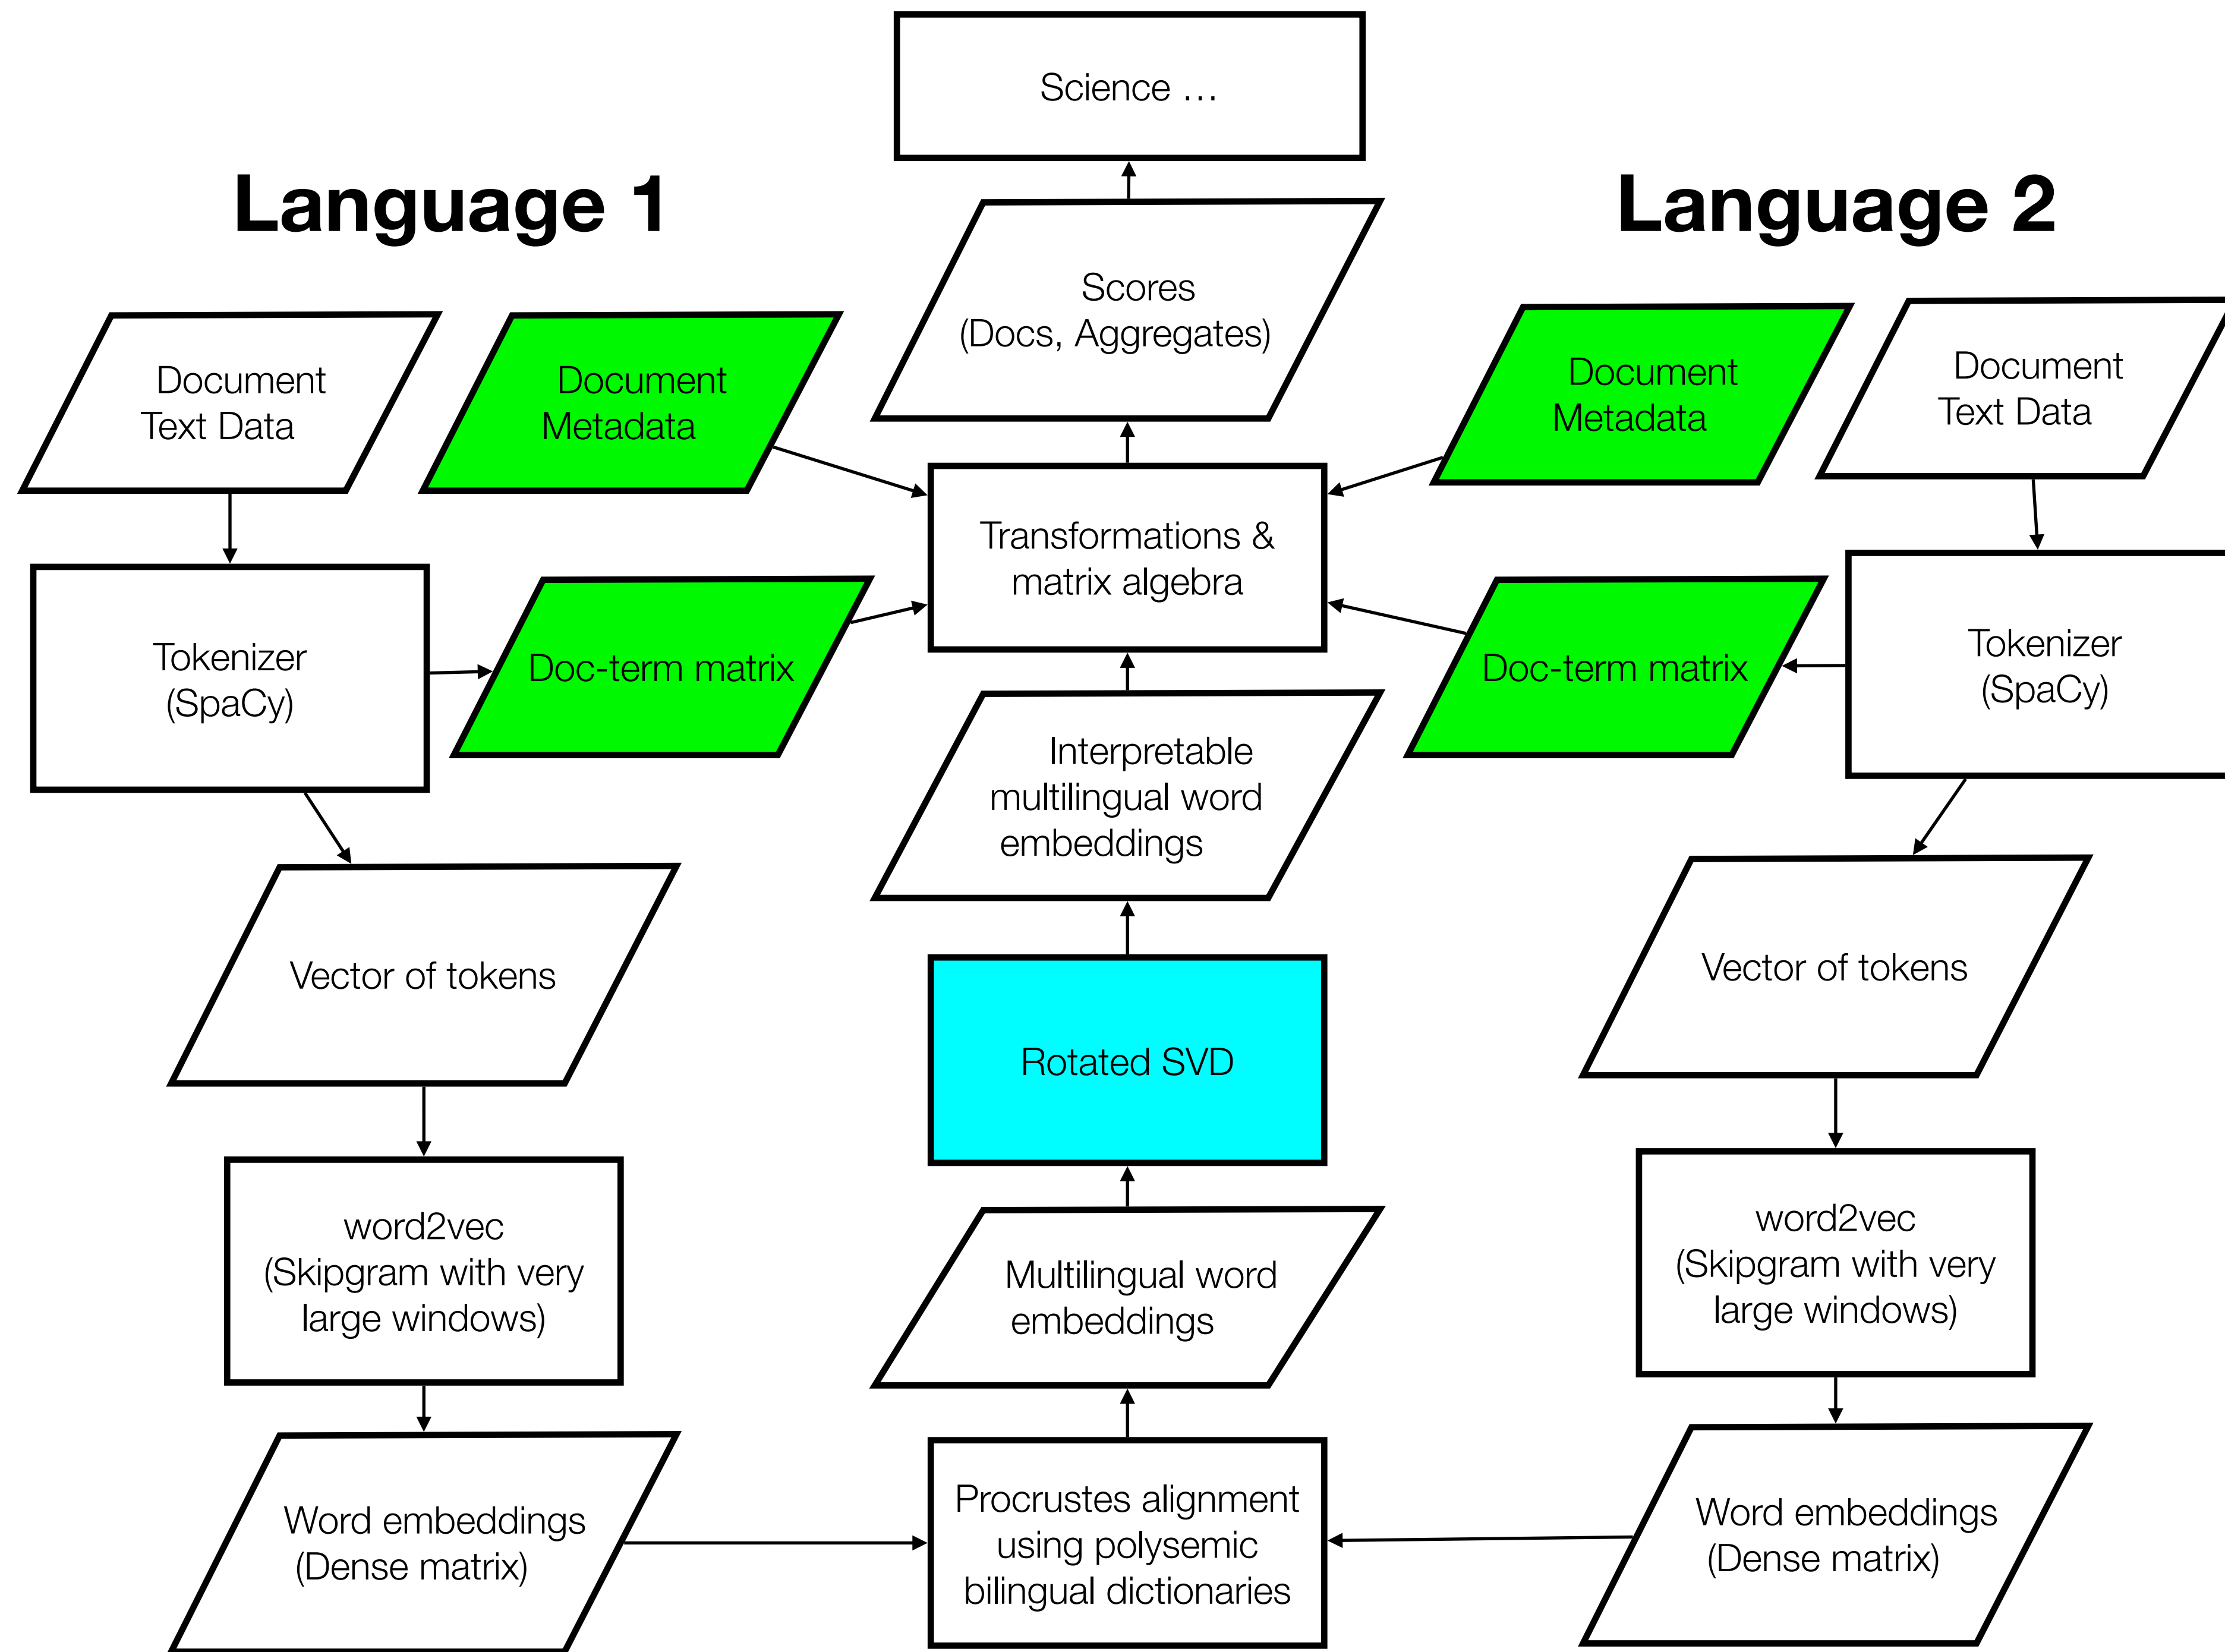 Science …
Language 1
Language 2
Scores
(Docs, Aggregates)
Document
Text Data
Document
Metadata
Document
Metadata
Document
Text Data
Transformations &
matrix algebra
Tokenizer
(SpaCy)
Doc-term matrix
Doc-term matrix
Tokenizer
(SpaCy)
Interpretable
multilingual word
embeddings
Vector of tokens
Vector of tokens
Rotated SVD
word2vec
(Skipgram with very
large windows)
Multilingual word
embeddings
word2vec
(Skipgram with very
large windows)
Word embeddings
(Dense matrix)
Procrustes alignment
using polysemic
bilingual dictionaries
Word embeddings
(Dense matrix)